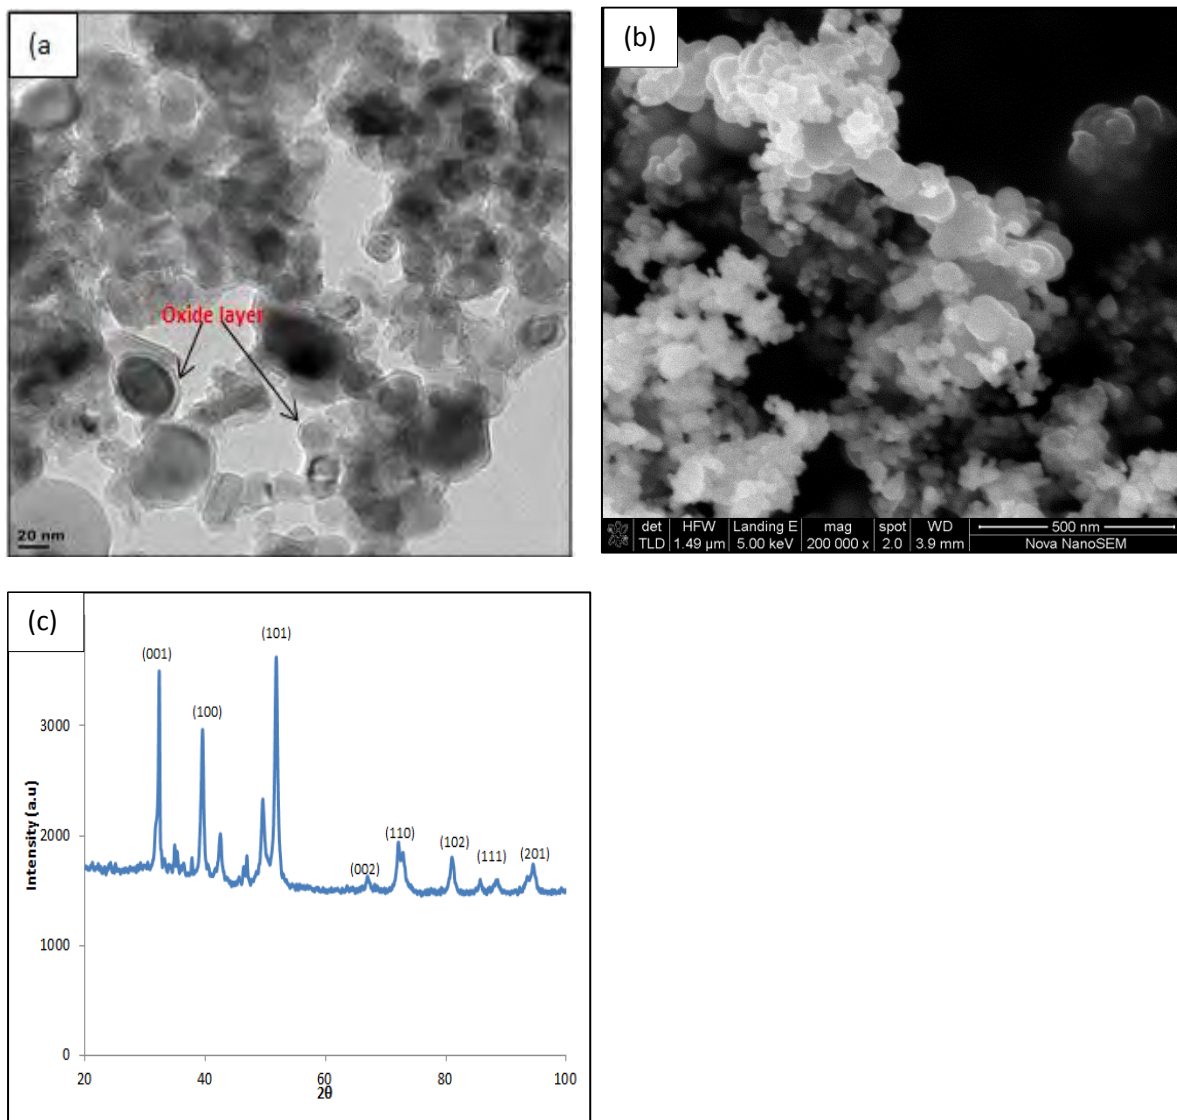 (a
Oxide layer
20 nm
(b)
det HFW Landing E mag spot WD 500 nm
TLD 1.49 µm 5.00 keV 200 000 x 2.0 3.9 mm Nova NanoSEM
(c)
(101)
(001)
(100)
3000
Intensity (a.u)
2000
(110)
(102)
(002)
(111)
(201)
1000
0
20 40 60 80 100
2θ